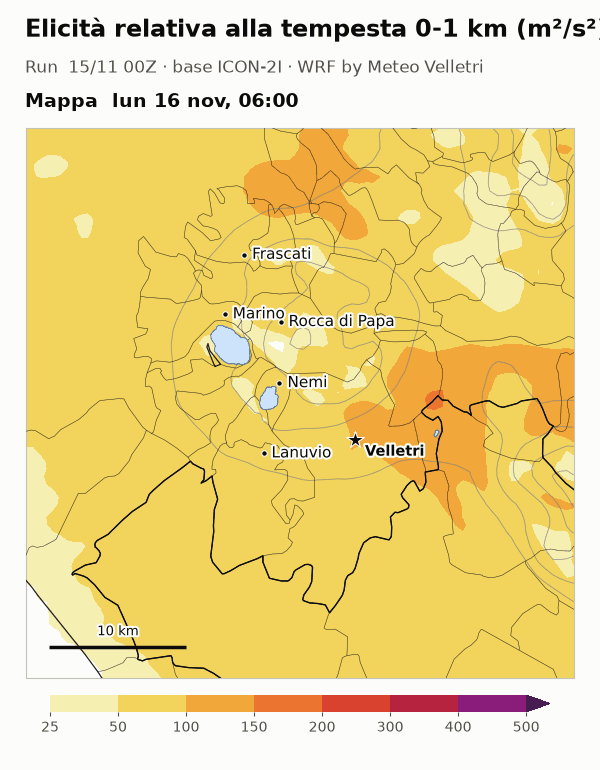 Elicità relativa alla tempesta 0-1 km (m²/s²)
Run 15/11 00Z · base ICON-2I · WRF by Meteo Velletri
Mappa lun 16 nov, 06:00
Frascati
Marino
Rocca di Papa
Nemi
Velletri
Lanuvio
10 km
25 50 100 150 200 300 400 500